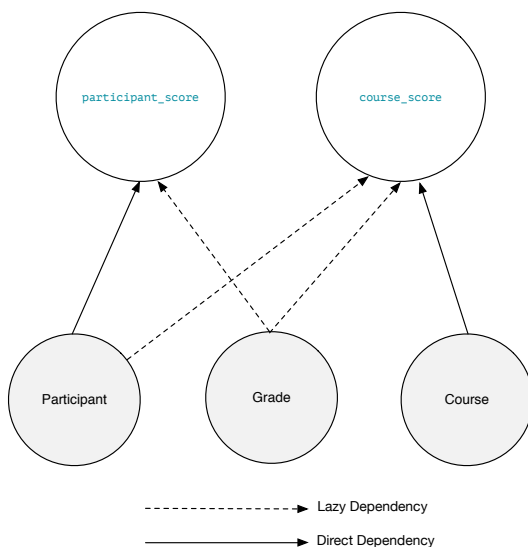 participant_score
course_score
Participant
Grade
Course
Lazy Dependency
Direct Dependency